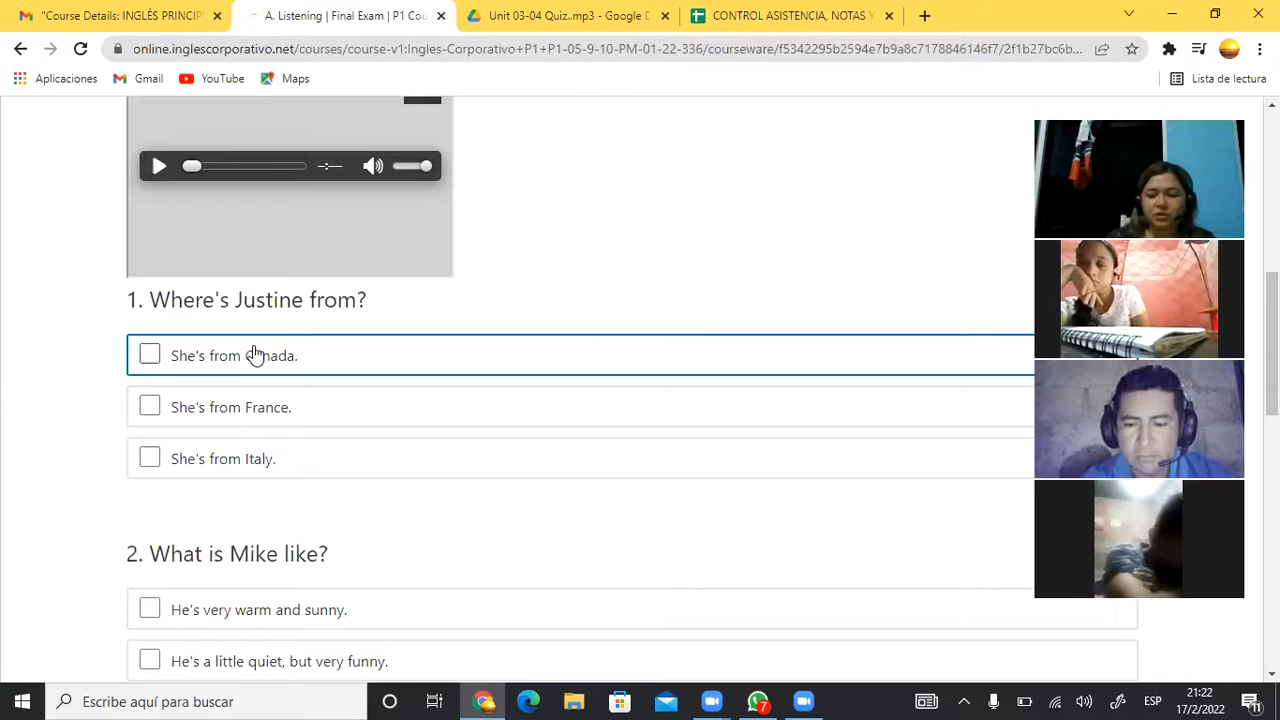 "Course Details: INGLÉS PRINCIP
A. Listening | Final Exam | P1 Cou
Unit 03-04 Quiz..mp3 - Google D
CONTROL ASISTENCIA, NOTAS Y
online.inglescorporativo.net/courses/course-v1:Ingles-Corporativo+P1+P1-05-9-10-PM-01-22-336/courseware/f5342295b2594e7b9a8c7178846146f7/2f1b27bc6b...
Aplicaciones
Gmail
YouTube
Maps
Lista de lectura
1. Where's Justine from?
She's from Canada.
She's from France.
She's from Italy.
2. What is Mike like?
He's very warm and sunny.
He's a little quiet, but very funny.
Escribe aquí para buscar
7
ESP
21:22
17/2/2022
11